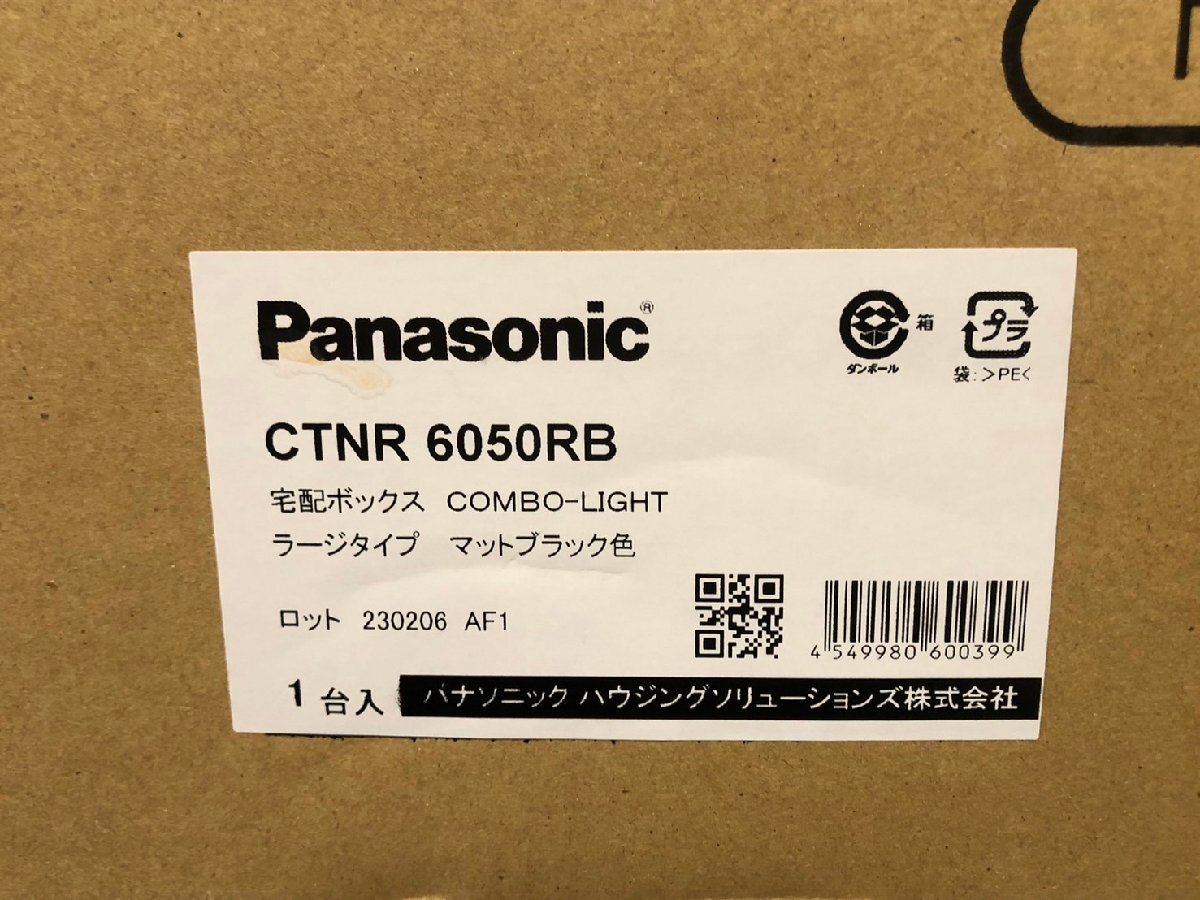 Panasonic®
ダンボール
箱
プラ
袋:>PE<
CTNR 6050RB
宅配ボックス COMBO-LIGHT
ラージタイプ マットブラック色
ロット 230206 AF1
4 549980 600399
1 台入
パナソニック ハウジングソリューションズ株式会社